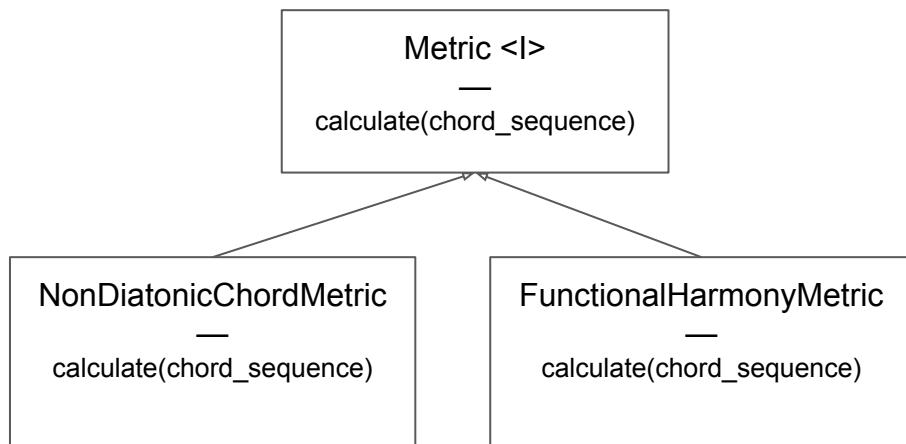 Metric <I>
—
calculate(chord_sequence)
NonDiatonicChordMetric
—
calculate(chord_sequence)
FunctionalHarmonyMetric
—
calculate(chord_sequence)